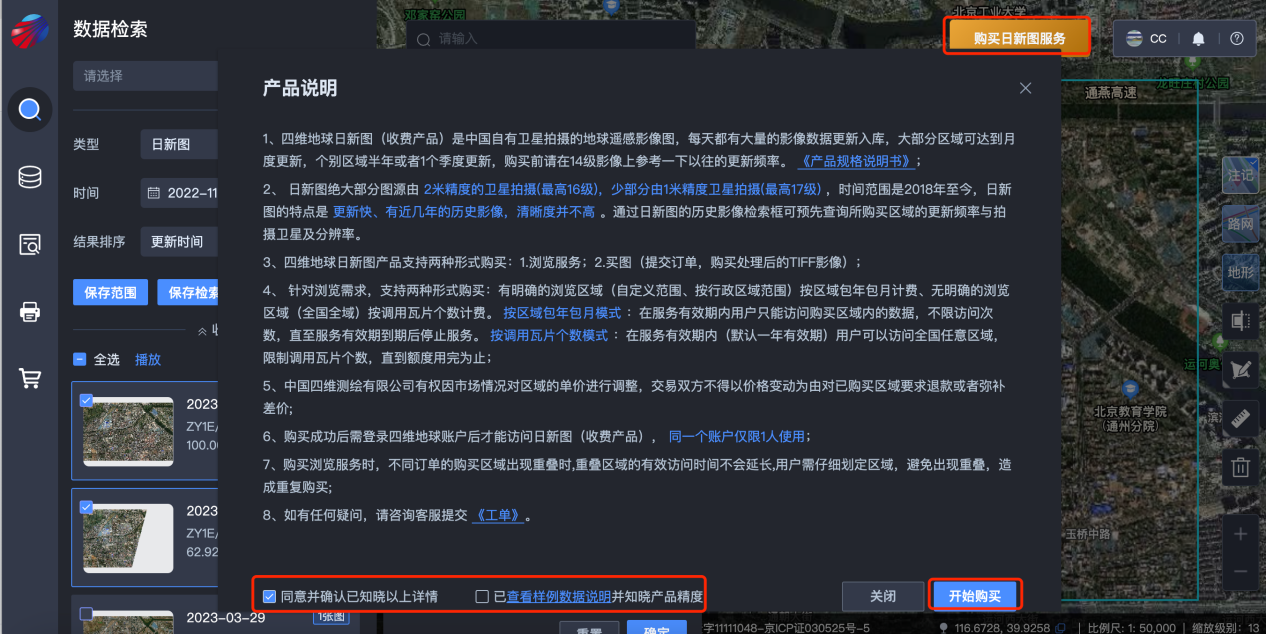 数据检索
邓家窑公园
请输入
北京工业大学
购买日新图服务
CC
请选择
类型
日新图
时间
2022-11
结果排序
更新时间
保存范围
保存检索
全选
播放
2023
ZY1E/
100.0
2023
ZY1E/
62.92
2023-03-29
1张图
产品说明
1、四维地球日新图（收费产品）是中国自有卫星拍摄的地球遥感影像图，每天都有大量的影像数据更新入库，大部分区域可达到月
度更新，个别区域半年或者1个季度更新，购买前请在14级影像上参考一下以往的更新频率。 《产品规格说明书》；
2、 日新图绝大部分图源由 2米精度的卫星拍摄(最高16级)，少部分由1米精度卫星拍摄(最高17级) ，时间范围是2018年至今，日新
图的特点是 更新快、有近几年的历史影像，清晰度并不高 。通过日新图的历史影像检索框可预先查询所购买区域的更新频率与拍
摄卫星及分辨率。
3、四维地球日新图产品支持两种形式购买：1.浏览服务；2.买图（提交订单，购买处理后的TIFF影像）；
4、 针对浏览需求，支持两种形式购买：有明确的浏览区域（自定义范围、按行政区域范围）按区域包年包月计费、无明确的浏览
区域（全国全域）按调用瓦片个数计费。 按区域包年包月模式 ：在服务有效期内用户只能访问购买区域内的数据，不限访问次
数，直至服务有效期到期后停止服务。 按调用瓦片个数模式 ：在服务有效期内（默认一年有效期）用户可以访问全国任意区域，
限制调用瓦片个数，直到额度用完为止；
5、中国四维测绘有限公司有权因市场情况对区域的单价进行调整，交易双方不得以价格变动为由对已购买区域要求退款或者弥补
差价;
6、购买成功后需登录四维地球账户后才能访问日新图（收费产品）， 同一个账户仅限1人使用;
7、购买浏览服务时，不同订单的购买区域出现重叠时,重叠区域的有效访问时间不会延长,用户需仔细划定区域，避免出现重叠，造
成重复购买;
8、如有任何疑问，请咨询客服提交 《工单》 。
同意并确认已知晓以上详情
已查看样例数据说明并知晓产品精度
关闭
开始购买
重置
确定
通燕高速
龙旺庄村公园
注记
路网
地形
运河奥
北京教育学院
(通州分院)
玉桥中路
字11111048-京ICP证030525号-5
116.6728, 39.9258
比例尺: 1: 50,000
缩放级别: 13